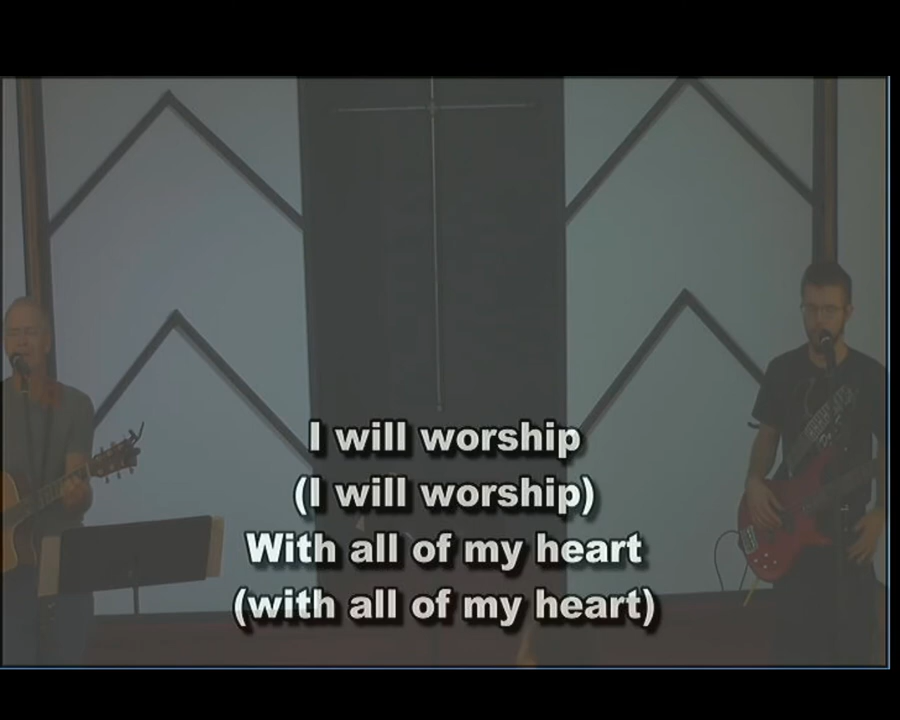 I will worship
(I will worship)
With all of my heart
(with all of my heart)